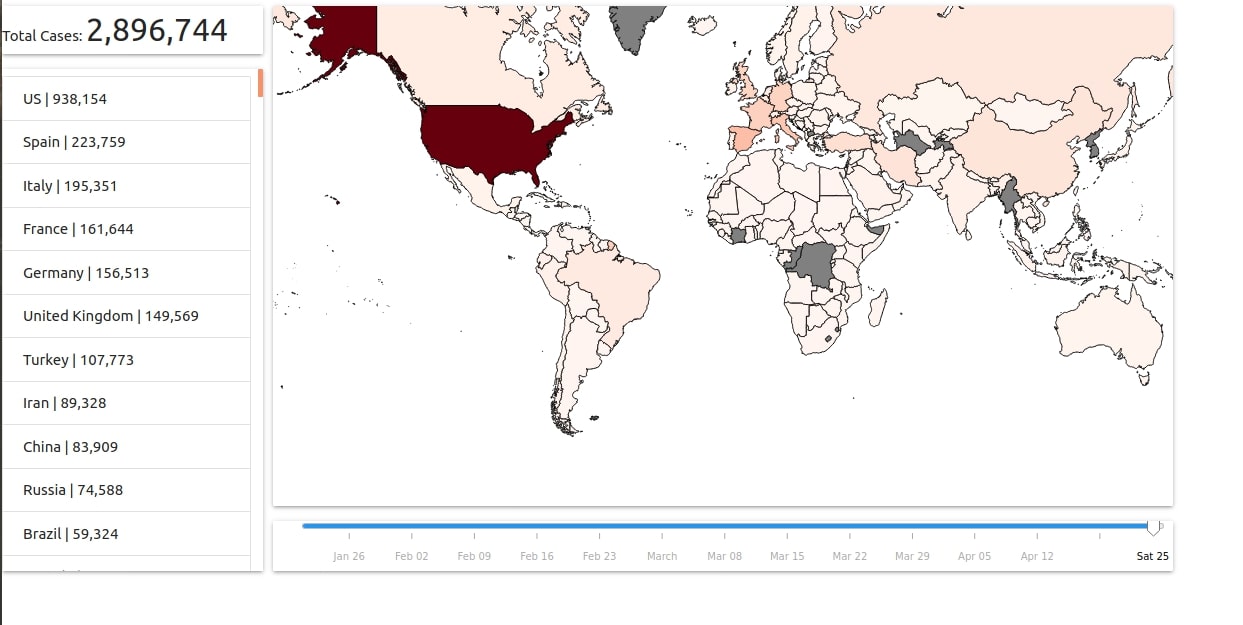 Total Cases: 2,896,744
US | 938,154
Spain | 223,759
Italy | 195,351
France | 161,644
Germany | 156,513
United Kingdom | 149,569
Turkey | 107,773
Iran | 89,328
China | 83,909
Russia | 74,588
Brazil | 59,324
Jan 26 Feb 02 Feb 09 Feb 16 Feb 23 March Mar 08 Mar 15 Mar 22 Mar 29 Apr 05 Apr 12 Sat 25